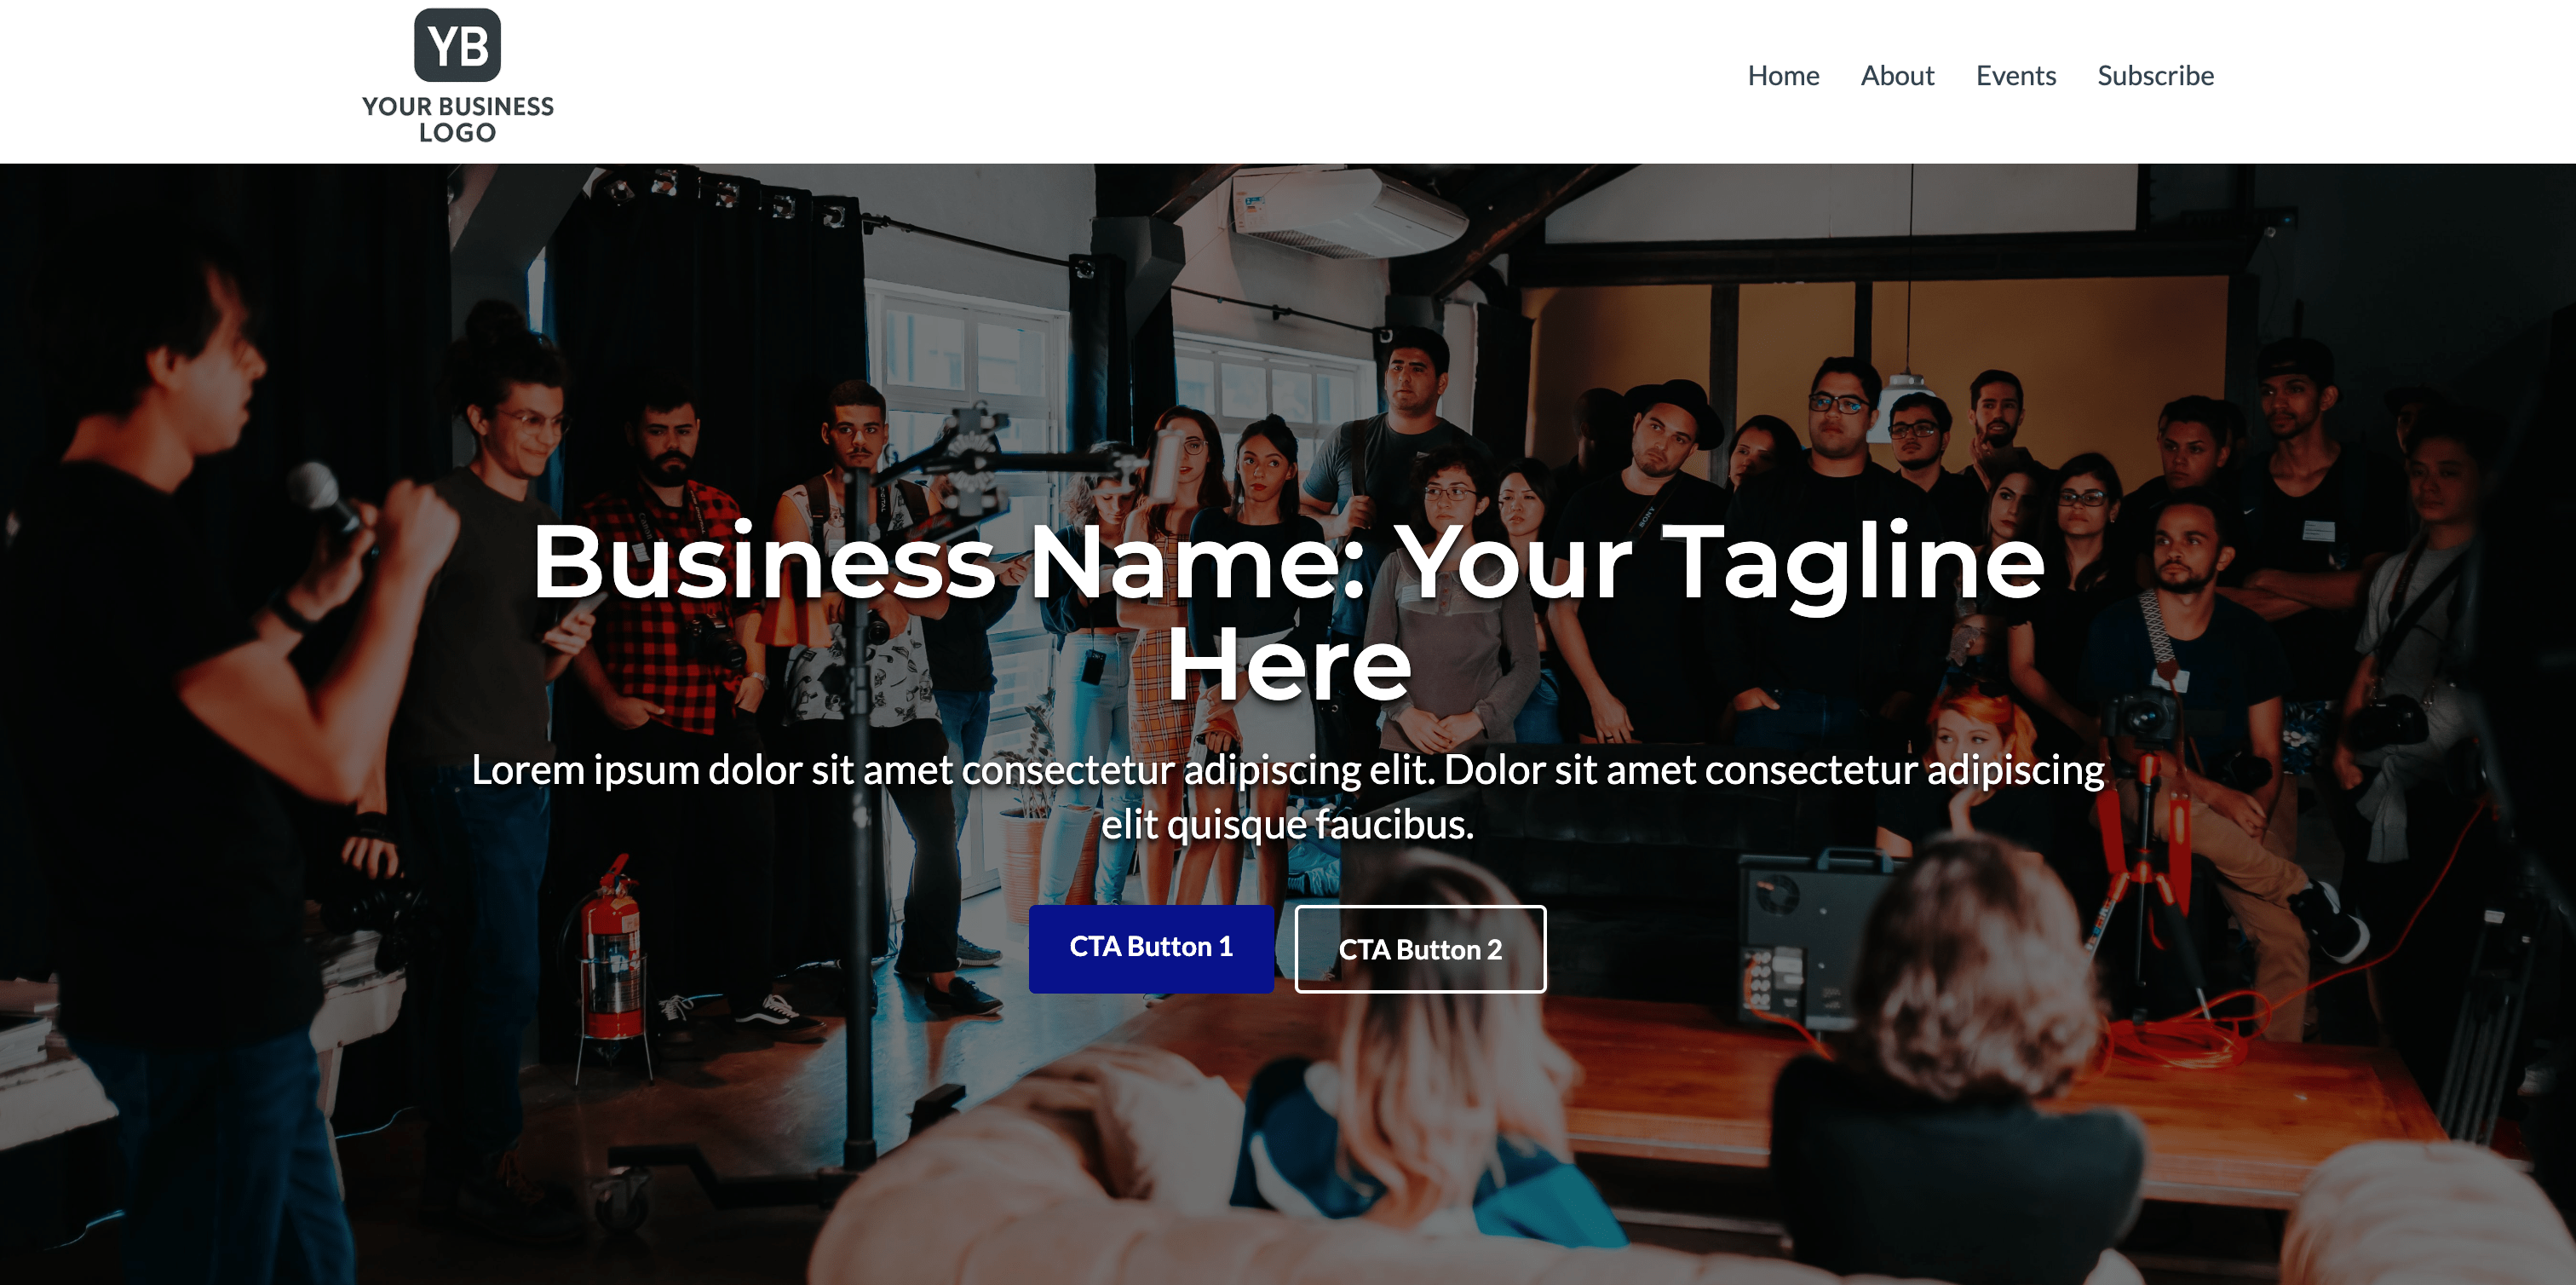 YB
YOUR BUSINESS
LOGO
Home About Events Subscribe
Business Name: Your Tagline
Here
Lorem ipsum dolor sit amet consectetur adipiscing elit. Dolor sit amet consectetur adipiscing
elit quisque faucibus.
CTA Button 1
CTA Button 2
SONY